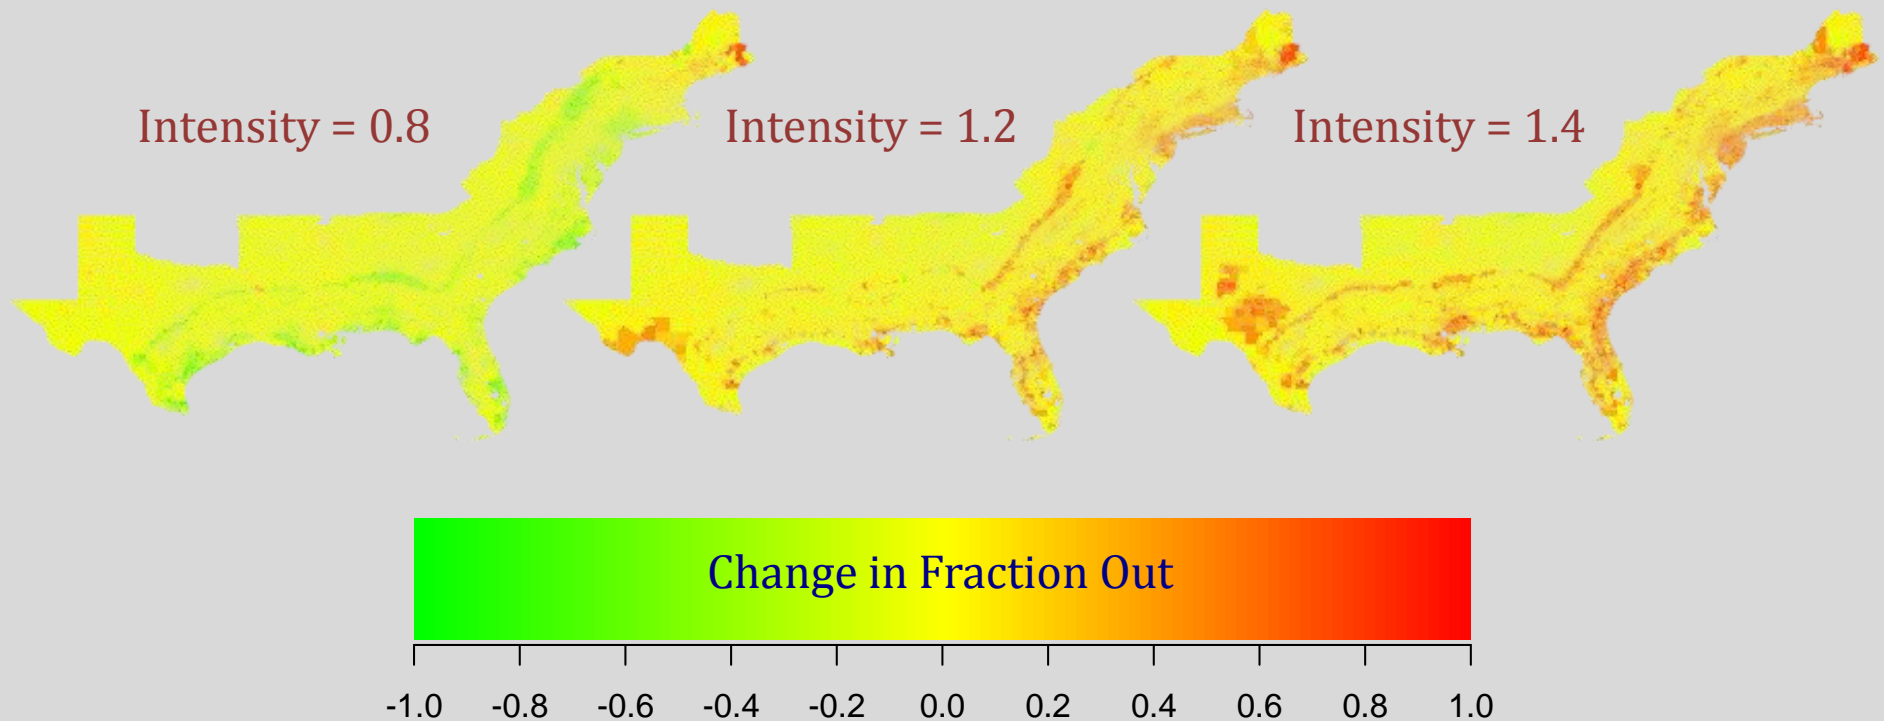 Intensity = 0.8
Intensity = 1.2
Intensity = 1.4
Change in Fraction Out
-1.0 -0.8 -0.6 -0.4 -0.2 0.0 0.2 0.4 0.6 0.8 1.0